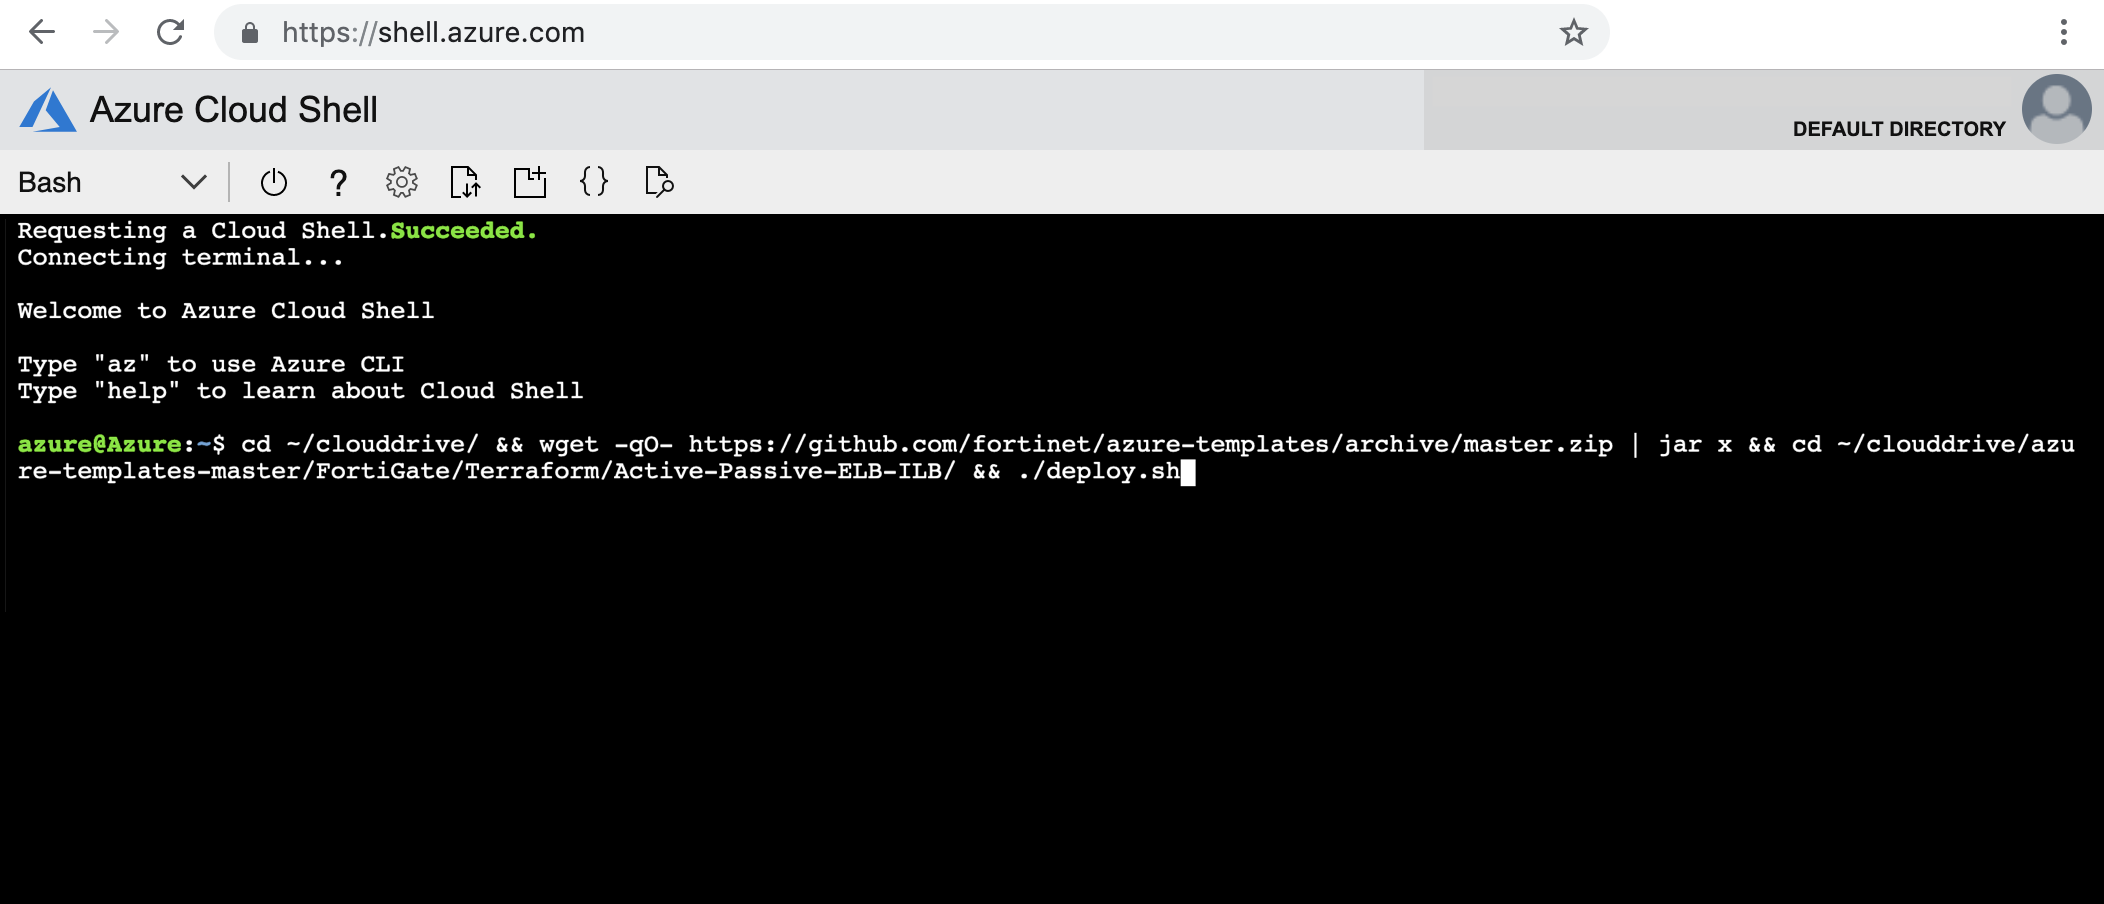 https://shell.azure.com
Azure Cloud Shell
DEFAULT DIRECTORY
Bash
?
{}
Requesting a Cloud Shell.Succeeded.
Connecting terminal...
Welcome to Azure Cloud Shell
Type "az" to use Azure CLI
Type "help" to learn about Cloud Shell
azure@Azure:~$ cd ~/clouddrive/ && wget -qO- https://github.com/fortinet/azure-templates/archive/master.zip | jar x && cd ~/clouddrive/azu
re-templates-master/FortiGate/Terraform/Active-Passive-ELB-ILB/ && ./deploy.sh